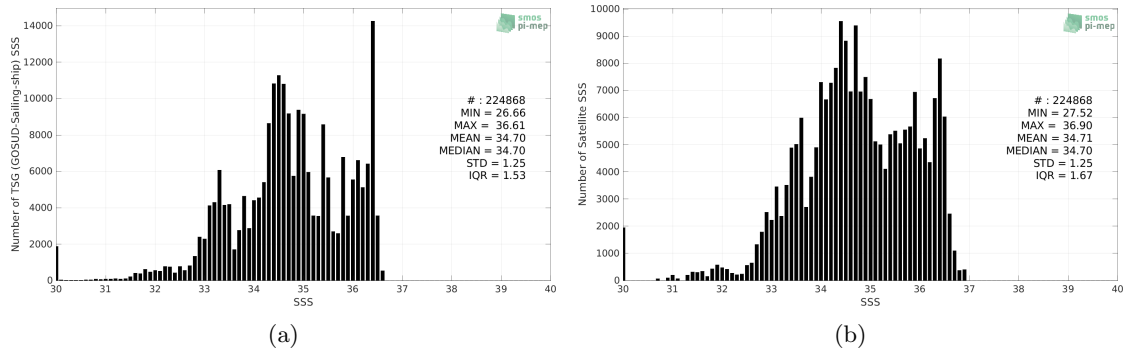 14000
12000
10000
8000
6000
4000
2000
0
Number of TSG (GOSUD-Sailing-ship) SSS
smos
pi-mep
# : 224868
MIN = 26.66
MAX = 36.61
MEAN = 34.70
MEDIAN = 34.70
STD = 1.25
IQR = 1.53
30 31 32 33 34 35 36 37 38 39 40
SSS
(a)
10000
9000
8000
7000
6000
5000
4000
3000
2000
1000
0
Number of Satellite SSS
smos
pi-mep
# : 224868
MIN = 27.52
MAX = 36.90
MEAN = 34.71
MEDIAN = 34.70
STD = 1.25
IQR = 1.67
30 31 32 33 34 35 36 37 38 39 40
SSS
(b)